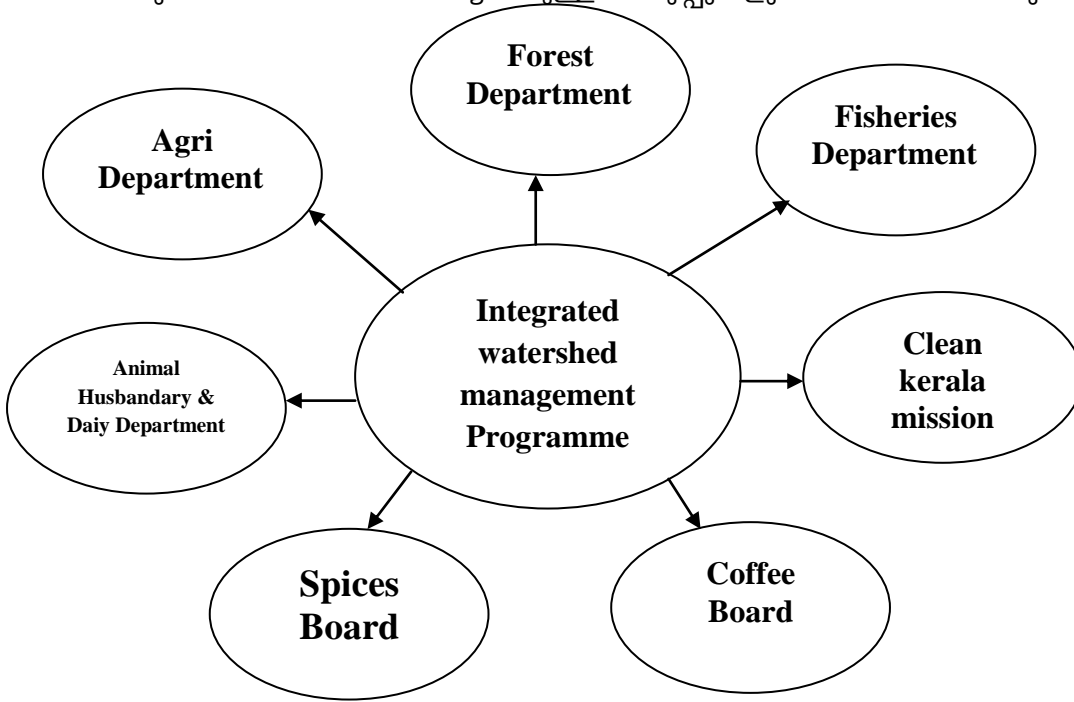 Forest
Department
Agri
Department
Fisheries
Department
Integrated
watershed
management
Programme
Clean
kerala
mission
Animal
Husbandary &
Daiy Department
Spices
Board
Coffee
Board